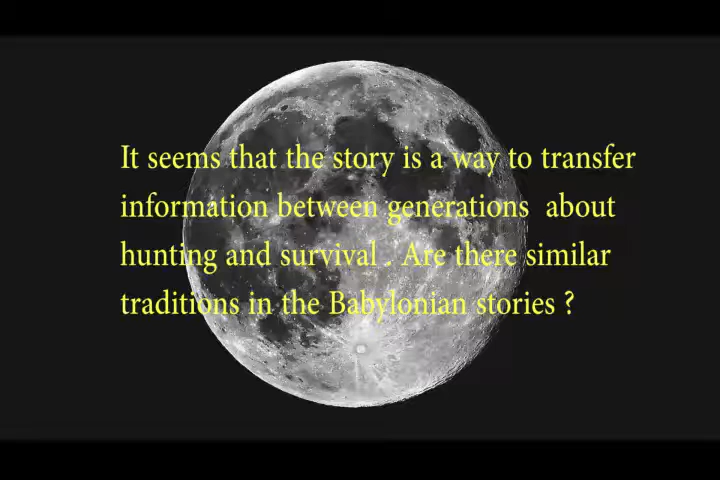 It seems that the story is a way to transfer
information between generations  about
hunting and survival . Are there similar
traditions in the Babylonian stories ?